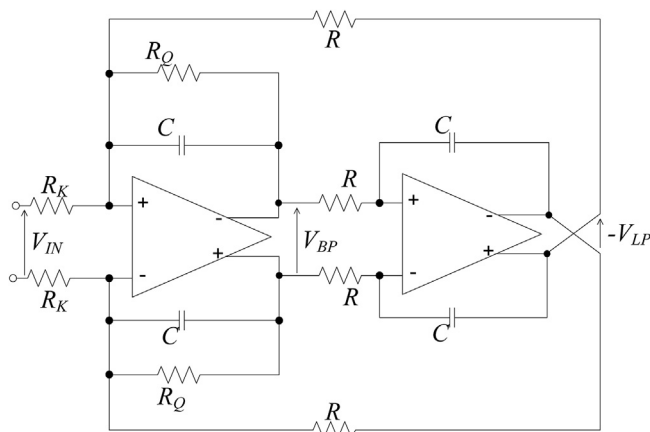 R
R_Q
C
C
R_K
+
-
R
+
-
V_IN
V_BP
-V_LP
-
+
R
-
+
R_K
C
C
R_Q
R